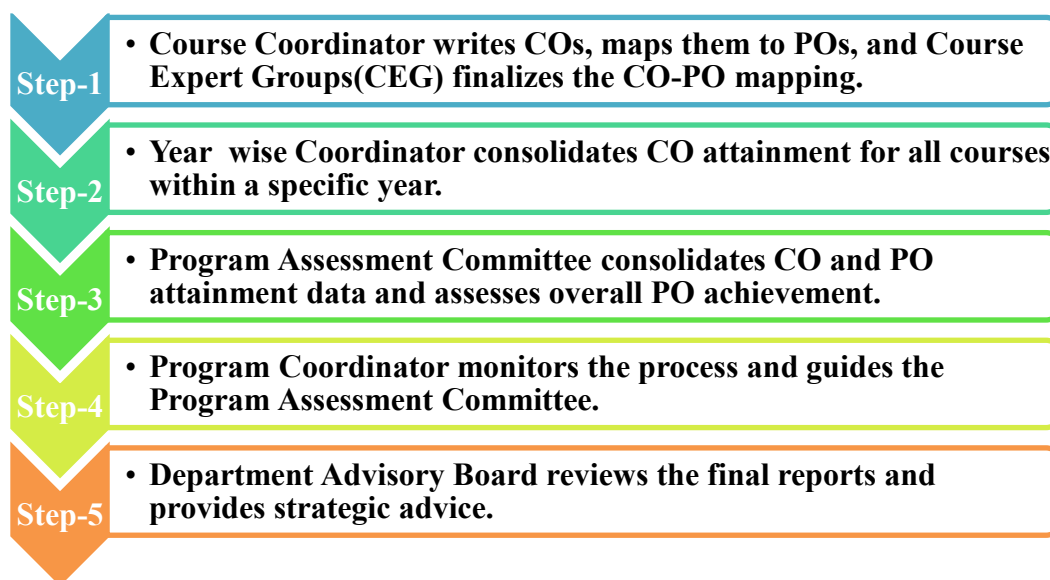 Step-1
• Course Coordinator writes COs, maps them to POs, and Course
Expert Groups(CEG) finalizes the CO-PO mapping.
Step-2
• Year wise Coordinator consolidates CO attainment for all courses
within a specific year.
Step-3
• Program Assessment Committee consolidates CO and PO
attainment data and assesses overall PO achievement.
Step-4
• Program Coordinator monitors the process and guides the
Program Assessment Committee.
Step-5
• Department Advisory Board reviews the final reports and
provides strategic advice.